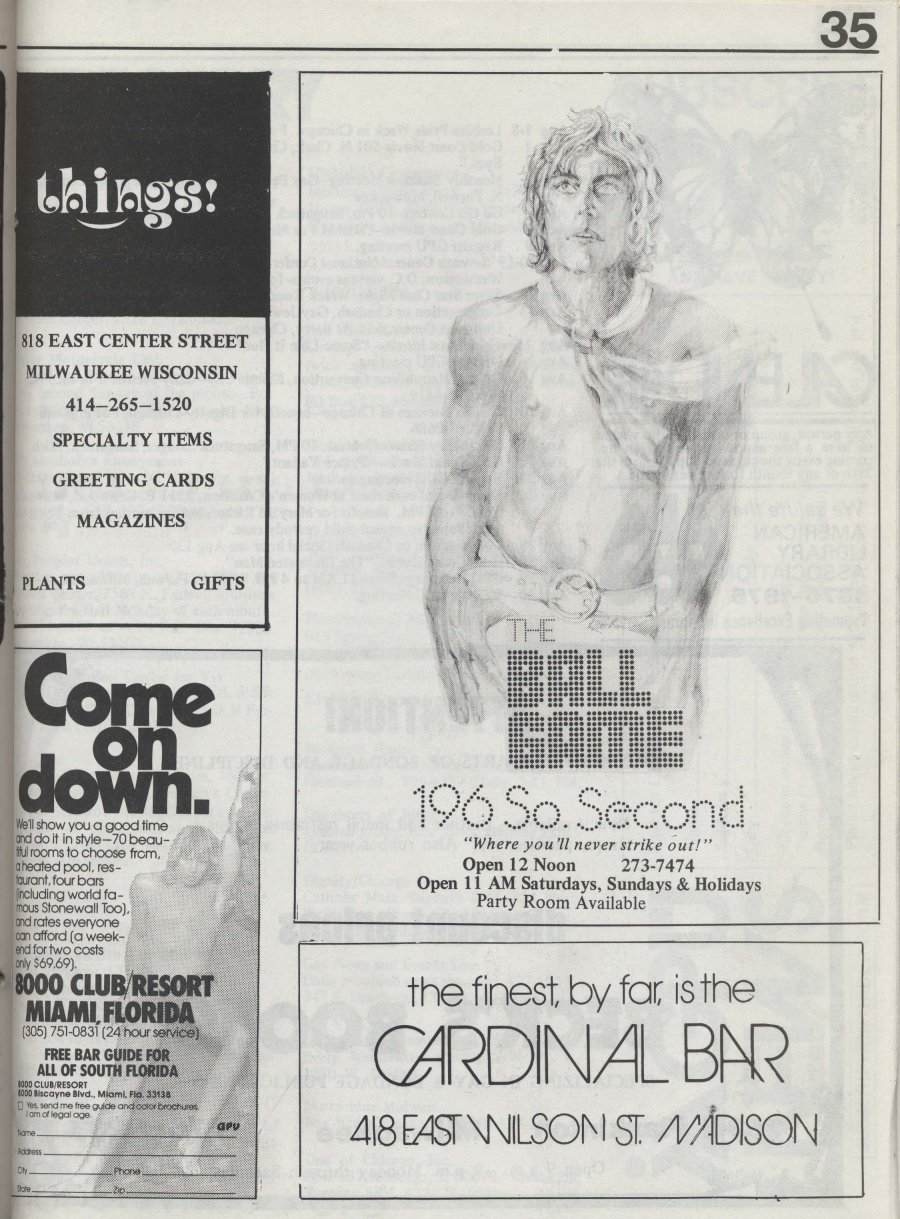 35
things!
818 EAST CENTER STREET
MILWAUKEE WISCONSIN
414–265–1520
SPECIALTY ITEMS
GREETING CARDS
MAGAZINES
PLANTS GIFTS
Come
on
down.
We'll show you a good time
and do it in style—70 beau-
tiful rooms to choose from,
a heated pool, res-
taurant, four bars
(including world fa-
mous Stonewall Too),
and rates everyone
can afford (a week-
end for two costs
only $69.69).
8000 CLUB/RESORT
MIAMI, FLORIDA
(305) 751-0831 (24 hour service)
FREE BAR GUIDE FOR
ALL OF SOUTH FLORIDA
8000 CLUB/RESORT
8000 Biscayne Blvd., Miami, Fla. 33138
Yes, send me free guide and color brochures.
I am of legal age.
GPU
Name
Address
City Phone
State Zip
THE
BALL
GAME
196 So. Second
“Where you'll never strike out!”
Open 12 Noon 273-7474
Open 11 AM Saturdays, Sundays & Holidays
Party Room Available
the finest, by far, is the
CARDINAL BAR
418 EAST WILSON ST. MADISON